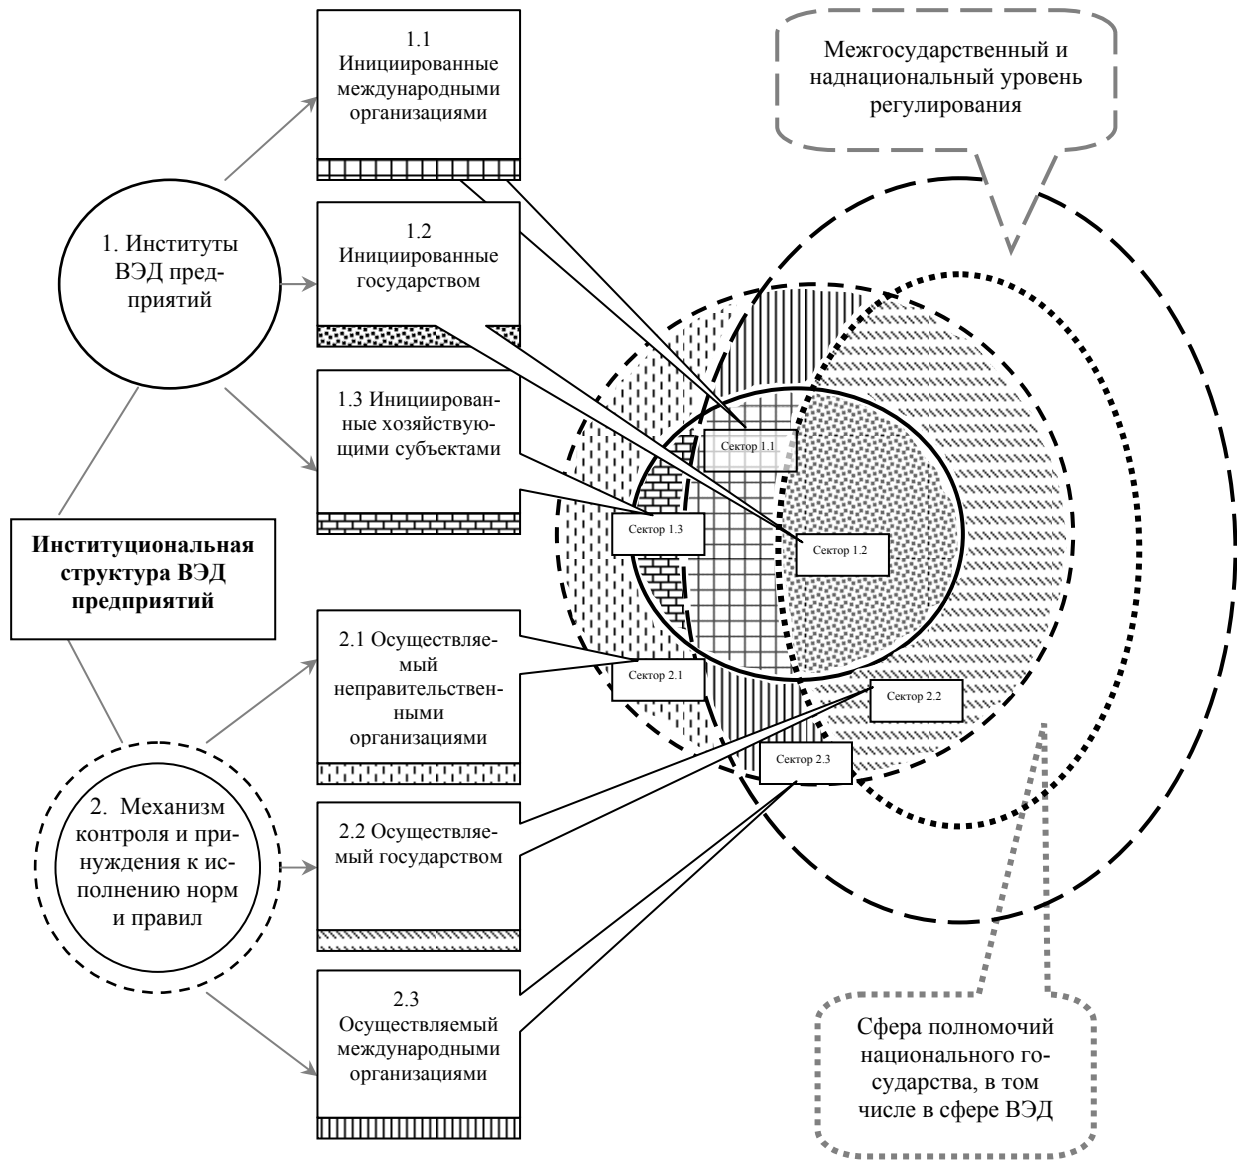 1.1
Инициированные
международными
организациями
Межгосударственный и
наднациональный уровень
регулирования
1. Институты
ВЭД пред-
приятий
1.2
Инициированные
государством
1.3 Инициирован-
ные хозяйствую-
щими субъектами
Сектор 1.1
Сектор 1.3
Сектор 1.2
Институциональная
структура ВЭД
предприятий
2.1 Осуществляе-
мый
неправительствен-
ными
организациями
Сектор 2.1
Сектор 2.2
Сектор 2.3
2. Механизм
контроля и при-
нуждения к ис-
полнению норм
и правил
2.2 Осуществляе-
мый государством
2.3
Осуществляемый
международными
организациями
Сфера полномочий
национального го-
сударства, в том
числе в сфере ВЭД